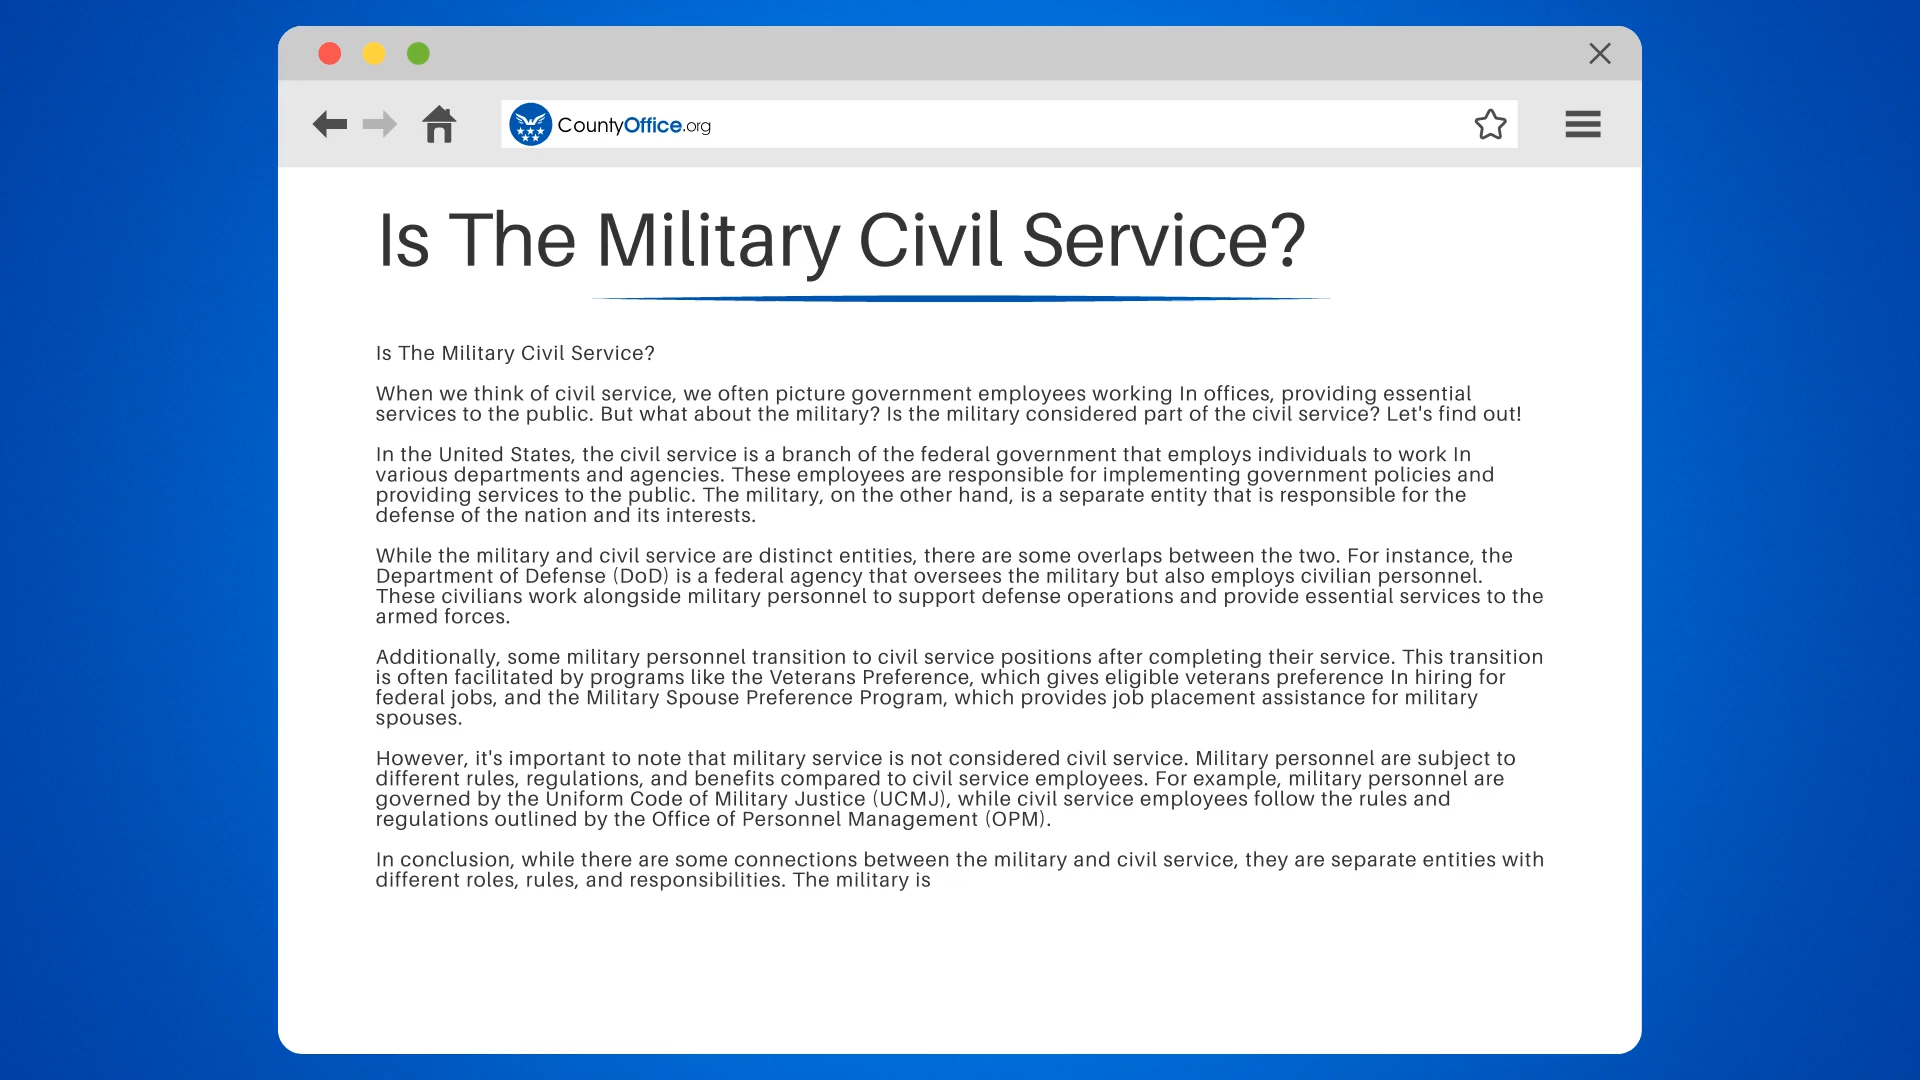 CountyOffice.org
Is The Military Civil Service?
Is The Military Civil Service?
When we think of civil service, we often picture government employees working In offices, providing essential
services to the public. But what about the military? Is the military considered part of the civil service? Let's find out!
In the United States, the civil service is a branch of the federal government that employs individuals to work In
various departments and agencies. These employees are responsible for implementing government policies and
providing services to the public. The military, on the other hand, is a separate entity that is responsible for the
defense of the nation and its interests.
While the military and civil service are distinct entities, there are some overlaps between the two. For instance, the
Department of Defense (DoD) is a federal agency that oversees the military but also employs civilian personnel.
These civilians work alongside military personnel to support defense operations and provide essential services to the
armed forces.
Additionally, some military personnel transition to civil service positions after completing their service. This transition
is often facilitated by programs like the Veterans Preference, which gives eligible veterans preference In hiring for
federal jobs, and the Military Spouse Preference Program, which provides job placement assistance for military
spouses.
However, it's important to note that military service is not considered civil service. Military personnel are subject to
different rules, regulations, and benefits compared to civil service employees. For example, military personnel are
governed by the Uniform Code of Military Justice (UCMJ), while civil service employees follow the rules and
regulations outlined by the Office of Personnel Management (OPM).
In conclusion, while there are some connections between the military and civil service, they are separate entities with
different roles, rules, and responsibilities. The military is